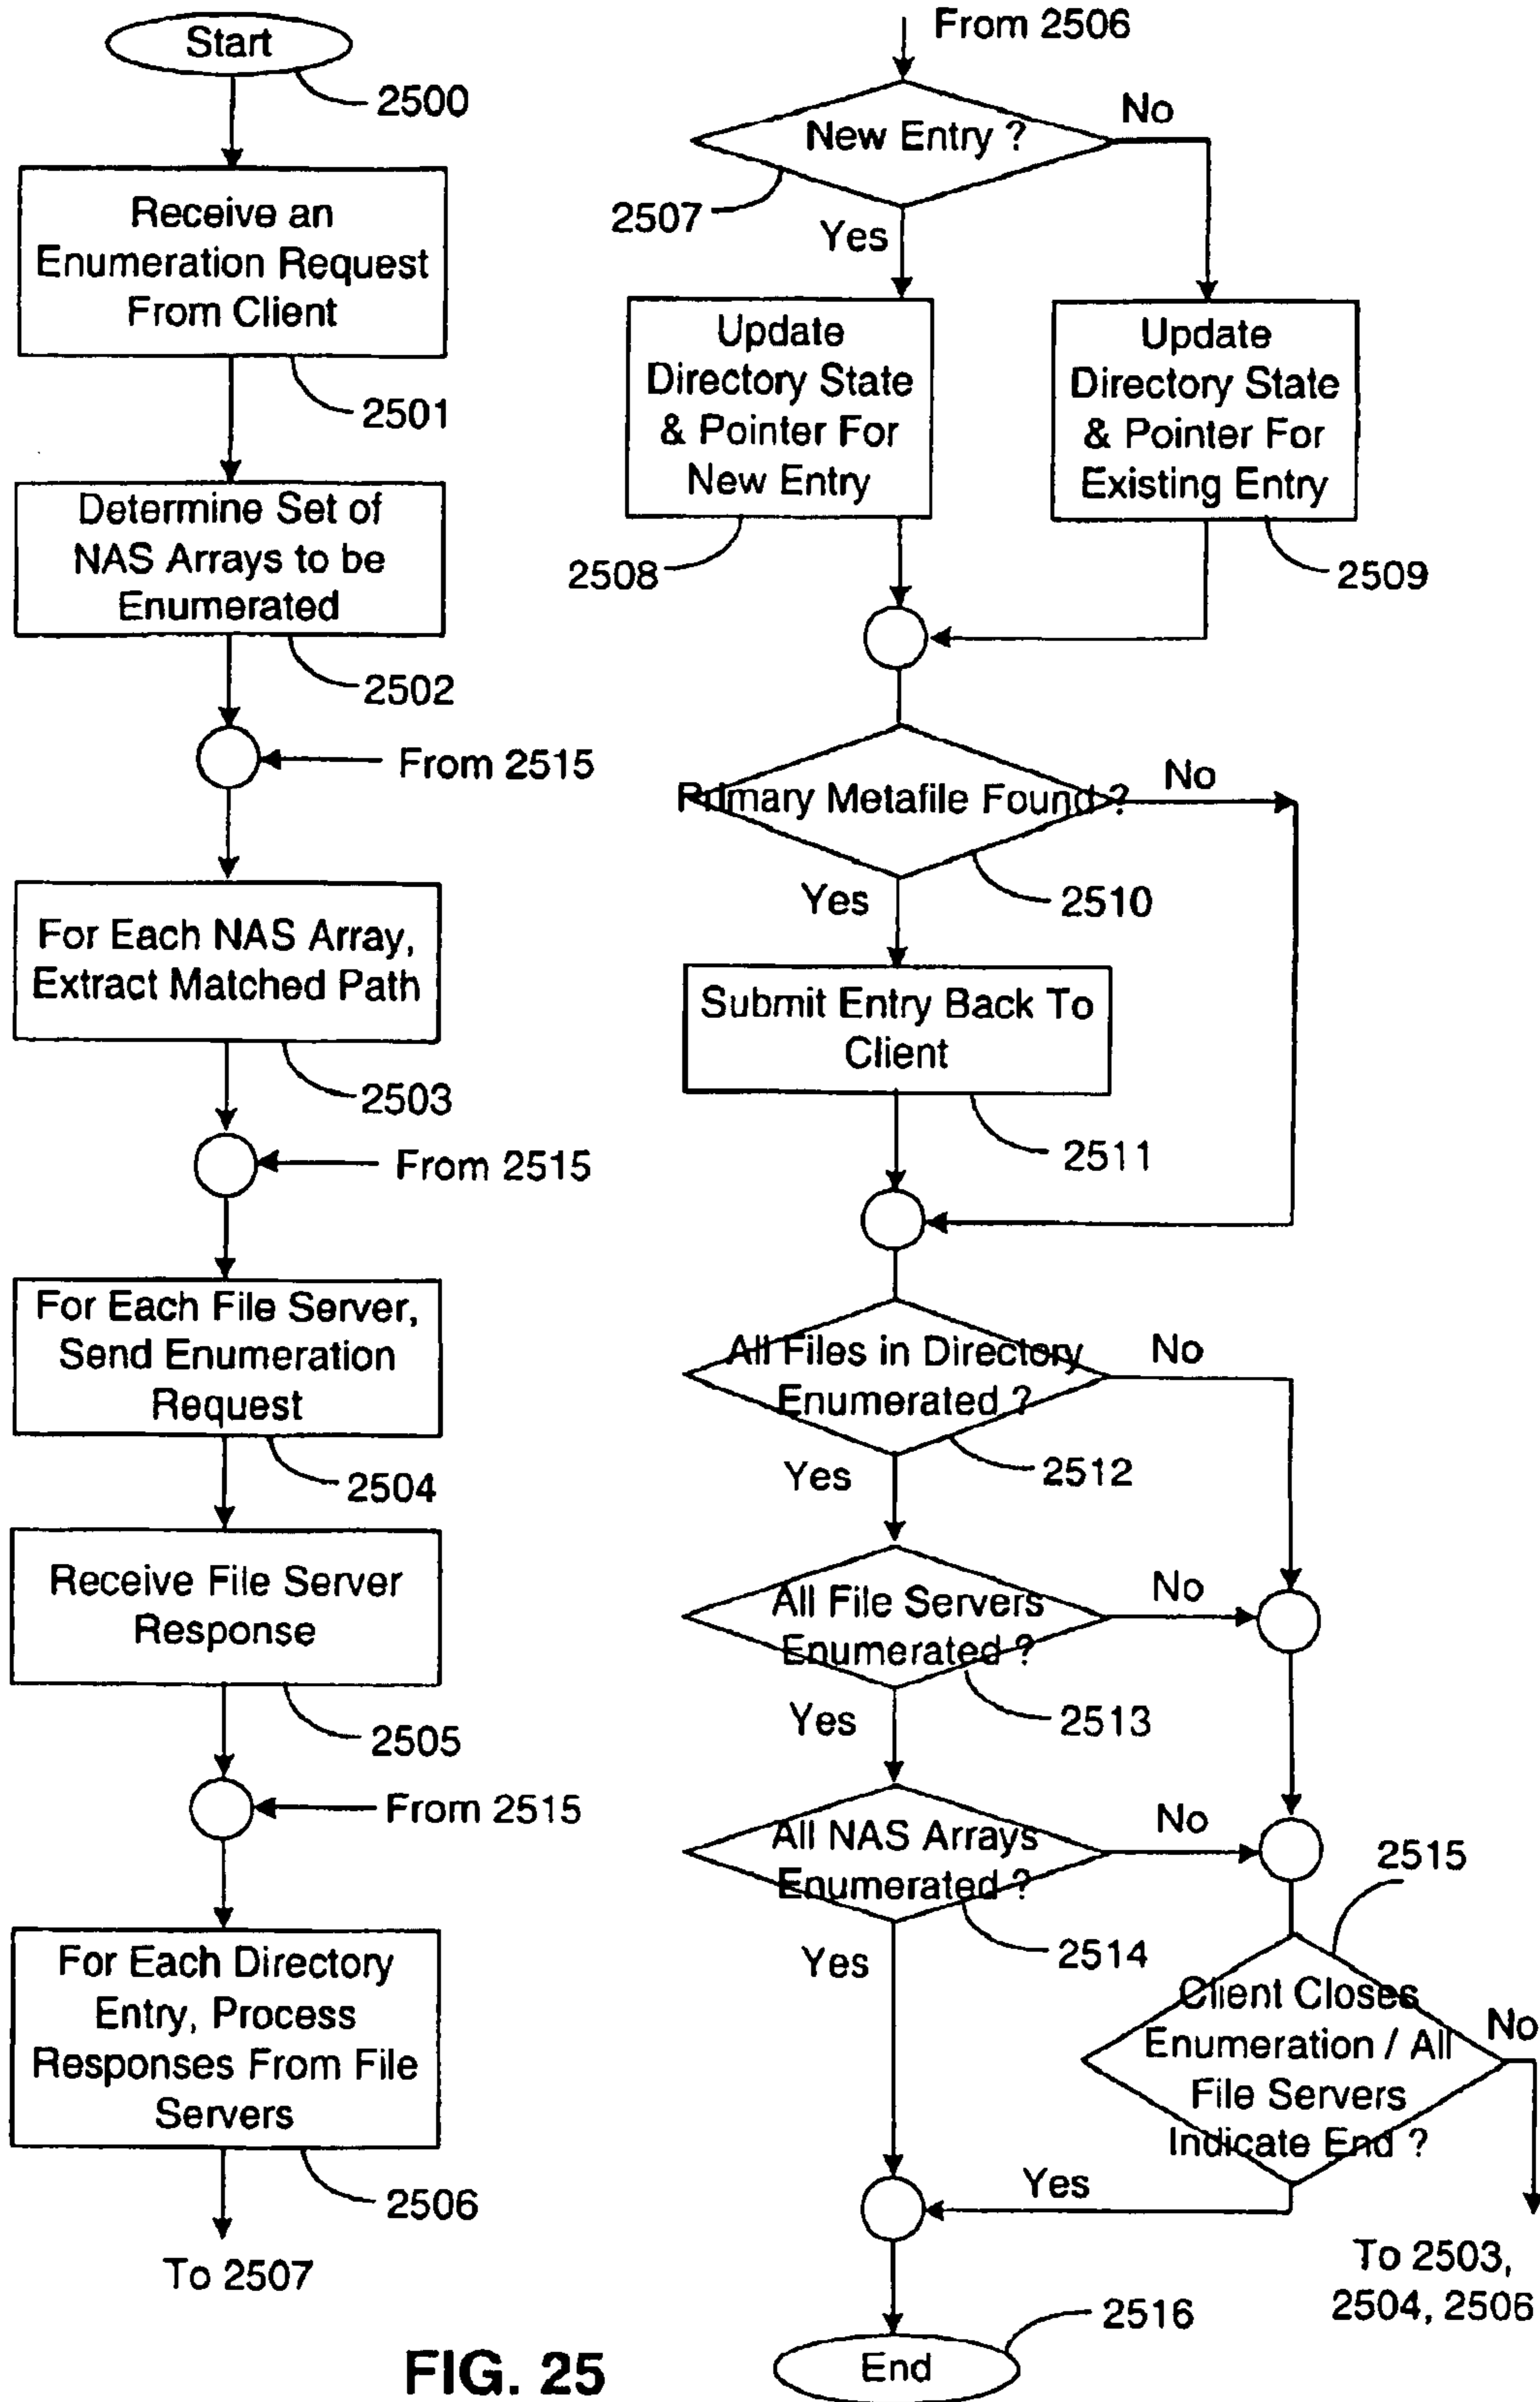 Start
2500
Receive an
Enumeration Request
From Client
2501
Determine Set of
NAS Arrays to be
Enumerated
2502
From 2515
For Each NAS Array,
Extract Matched Path
2503
From 2515
For Each File Server,
Send Enumeration
Request
2504
Receive File Server
Response
2505
From 2515
For Each Directory
Entry, Process
Responses From File
Servers
2506
To 2507
From 2506
New Entry ?
No
2507
Yes
Update
Directory State
& Pointer For
New Entry
2508
Update
Directory State
& Pointer For
Existing Entry
2509
Primary Metafile Found ?
No
Yes
2510
Submit Entry Back To
Client
2511
All Files in Directory
Enumerated ?
No
Yes
2512
All File Servers
Enumerated ?
No
Yes
2513
All NAS Arrays
Enumerated ?
No
Yes
2514
2515
Client Closes
Enumeration / All
File Servers
Indicate End ?
No
Yes
To 2503,
2504, 2506
2516
End
FIG. 25